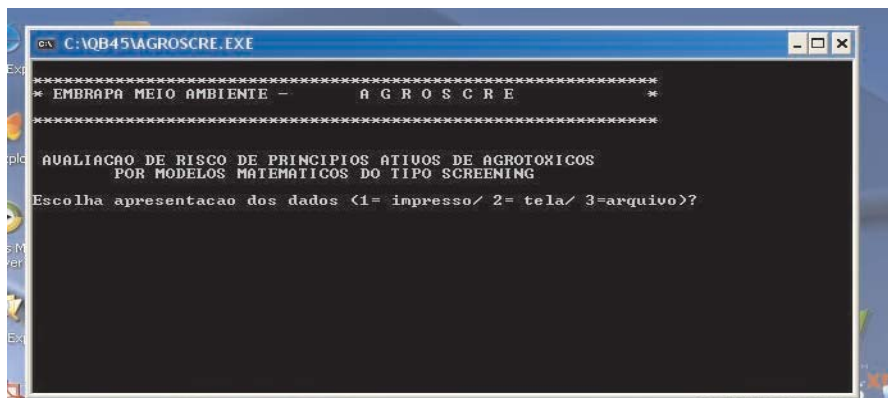 C:\QB45\AGROSCRE.EXE
****************************************************************
* EMBRAPA MEIO AMBIENTE - A G R O S C R E *
****************************************************************
AVALIACAO DE RISCO DE PRINCIPIOS ATIVOS DE AGROTOXICOS
POR MODELOS MATEMATICOS DO TIPO SCREENING
Escolha apresentacao dos dados (1= impresso/ 2= tela/ 3=arquivo)?